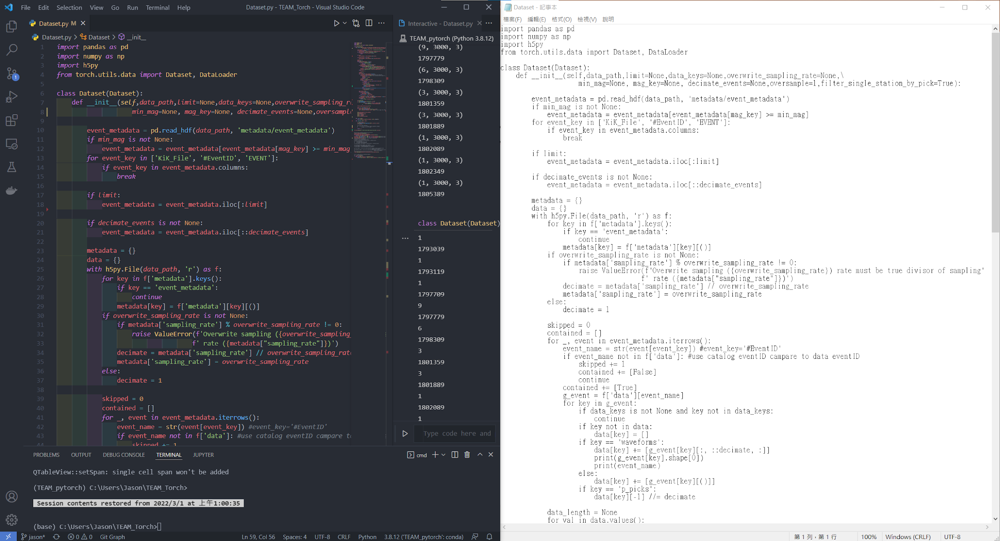 File Edit Selection View Go Run Terminal Help
Dataset.py - TEAM_Torch - Visual Studio Code
Dataset.py M
Dataset.py > Dataset > __init__
1 import pandas as pd
2 import numpy as np
3 import h5py
4 from torch.utils.data import Dataset, DataLoader
5
6 class Dataset(Dataset):
7 def __init__(self,data_path,limit=None,data_keys=None,overwrite_sampling_r
8 min_mag=None, mag_key=None, decimate_events=None,oversampl
9
10 event_metadata = pd.read_hdf(data_path, 'metadata/event_metadata')
11 if min_mag is not None:
12 event_metadata = event_metadata[event_metadata[mag_key] >= min_mag
13 for event_key in ['KiK_File', '#EventID', 'EVENT']:
14 if event_key in event_metadata.columns:
15 break
16
17 if limit:
18 event_metadata = event_metadata.iloc[:limit]
19
20 if decimate_events is not None:
21 event_metadata = event_metadata.iloc[::decimate_events]
22
23 metadata = {}
24 data = {}
25 with h5py.File(data_path, 'r') as f:
26 for key in f['metadata'].keys():
27 if key == 'event_metadata':
28 continue
29 metadata[key] = f['metadata'][key][()]
30 if overwrite_sampling_rate is not None:
31 if metadata['sampling_rate'] % overwrite_sampling_rate != 0:
32 raise ValueError(f'Overwrite sampling ({overwrite_sampling_
33 f' rate ({metadata["sampling_rate"]})')
34 decimate = metadata['sampling_rate'] // overwrite_sampling_rat
35 metadata['sampling_rate'] = overwrite_sampling_rate
36 else:
37 decimate = 1
38
39 skipped = 0
40 contained = []
41 for _, event in event_metadata.iterrows():
42 event_name = str(event[event_key]) #event_key='#EventID'
43 if event_name not in f['data']: #use catalog eventID campare to
44 skipped += 1
Interactive - Dataset.py
TEAM_pytorch (Python 3.8.12)
(9, 3000, 3)
1797779
(6, 3000, 3)
1798309
(3, 3000, 3)
1801359
(3, 3000, 3)
1801889
(1, 3000, 3)
1802089
(1, 3000, 3)
1802349
(1, 3000, 3)
1805389
class Dataset(Dataset)
...
1
1793039
1
1793119
1
1797709
9
1797779
6
1798309
3
1801359
3
1801889
1
1802089
1
Type code here and
PROBLEMS OUTPUT DEBUG CONSOLE TERMINAL JUPYTER
cmd
QTableView::setSpan: single cell span won't be added
(TEAM_pytorch) C:\Users\Jason\TEAM_Torch>
Session contents restored from 2022/3/1 at 上午1:00:35
(base) C:\Users\Jason\TEAM_Torch>
jason* 0 0 Git Graph Ln 59, Col 56 Spaces: 4 UTF-8 CRLF Python 3.8.12 ('TEAM_pytorch': conda)
1
Dataset - 記事本
檔案(F) 編輯(E) 格式(O) 檢視(V) 說明
import pandas as pd
import numpy as np
import h5py
from torch.utils.data import Dataset, DataLoader
class Dataset(Dataset):
def __init__(self,data_path,limit=None,data_keys=None,overwrite_sampling_rate=None,\
min_mag=None, mag_key=None, decimate_events=None,oversample=1,filter_single_station_by_pick=True):
event_metadata = pd.read_hdf(data_path, 'metadata/event_metadata')
if min_mag is not None:
event_metadata = event_metadata[event_metadata[mag_key] >= min_mag]
for event_key in ['KiK_File', '#EventID', 'EVENT']:
if event_key in event_metadata.columns:
break
if limit:
event_metadata = event_metadata.iloc[:limit]
if decimate_events is not None:
event_metadata = event_metadata.iloc[::decimate_events]
metadata = {}
data = {}
with h5py.File(data_path, 'r') as f:
for key in f['metadata'].keys():
if key == 'event_metadata':
continue
metadata[key] = f['metadata'][key][()]
if overwrite_sampling_rate is not None:
if metadata['sampling_rate'] % overwrite_sampling_rate != 0:
raise ValueError(f'Overwrite sampling ({overwrite_sampling_rate}) rate must be true divisor of sampling'
f' rate ({metadata["sampling_rate"]})')
decimate = metadata['sampling_rate'] // overwrite_sampling_rate
metadata['sampling_rate'] = overwrite_sampling_rate
else:
decimate = 1
skipped = 0
contained = []
for _, event in event_metadata.iterrows():
event_name = str(event[event_key]) #event_key='#EventID'
if event_name not in f['data']: #use catalog eventID campare to data eventID
skipped += 1
contained += [False]
continue
contained += [True]
g_event = f['data'][event_name]
for key in g_event:
if data_keys is not None and key not in data_keys:
continue
if key not in data:
data[key] = []
if key == 'waveforms':
data[key] += [g_event[key][:, ::decimate, :]]
print(g_event[key].shape[0])
print(event_name)
else:
data[key] += [g_event[key][()]]
if key == 'p_picks':
data[key][-1] //= decimate
data_length = None
for val in data.values():
第 1 列，第 1 行 100% Windows (CRLF) UTF-8